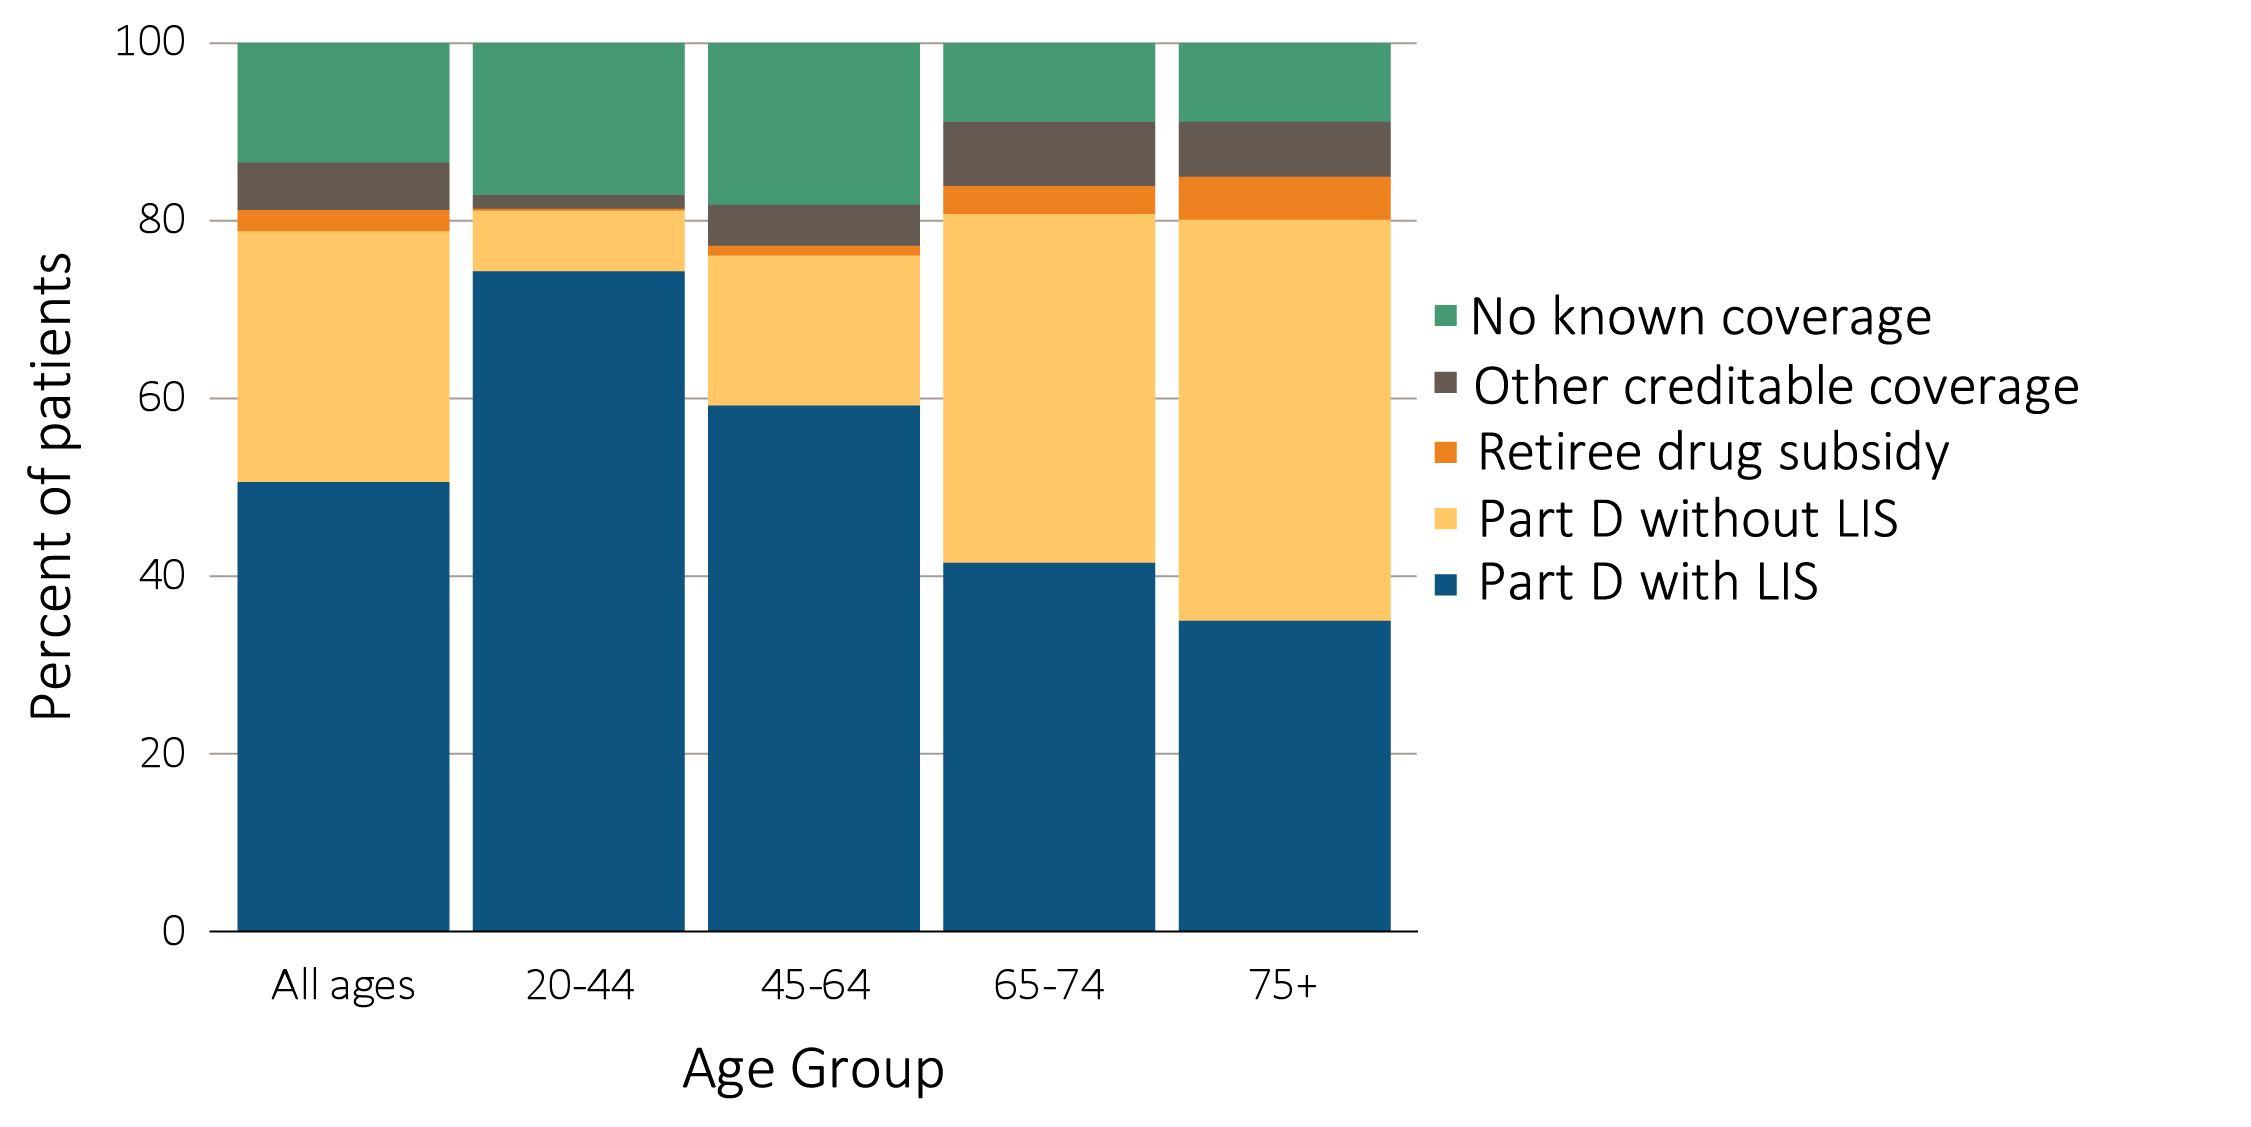 Percent of patients
100
80
60
40
20
0
All ages
20-44
45-64
65-74
75+
Age Group
No known coverage
Other creditable coverage
Retiree drug subsidy
Part D without LIS
Part D with LIS